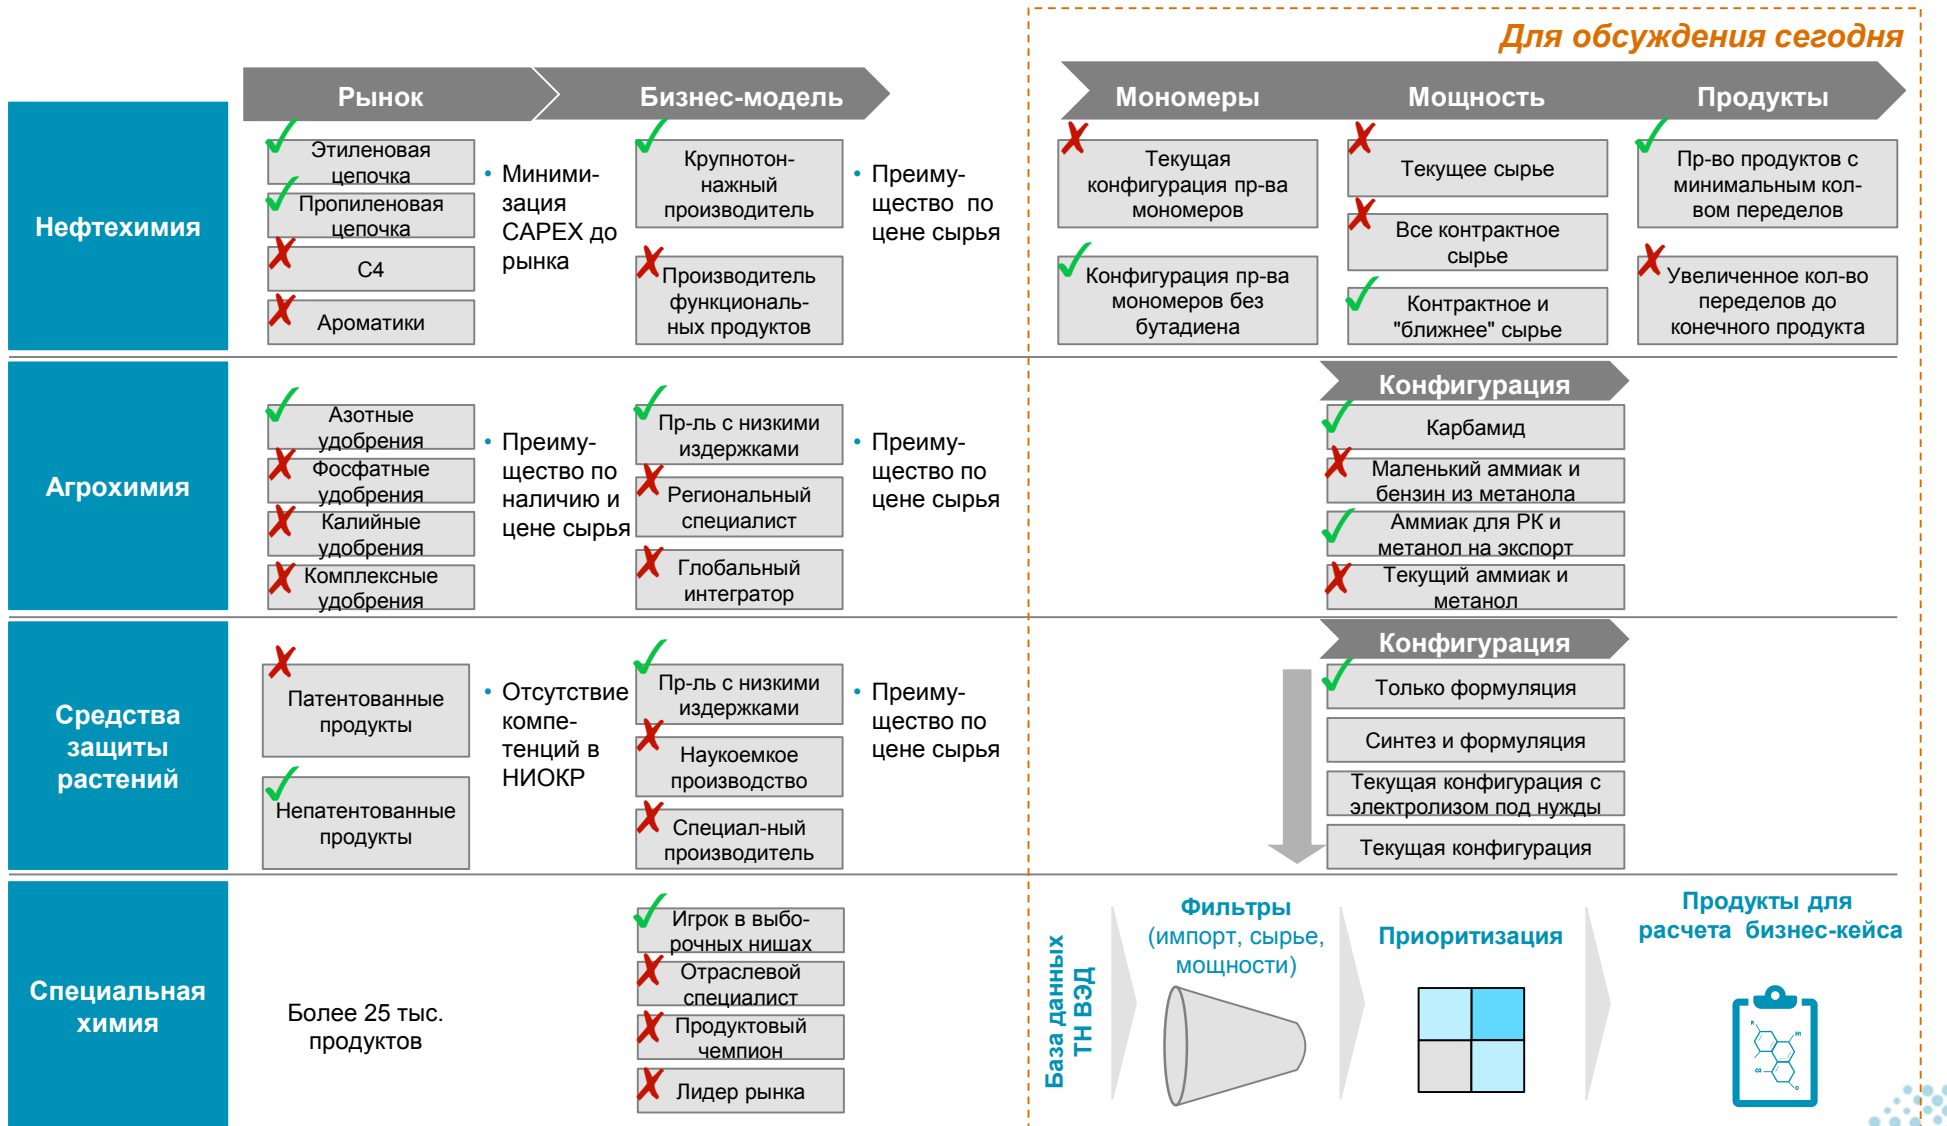 Для обсуждения сегодня
Рынок
Бизнес-модель
Мономеры
Мощность
Продукты
Нефтехимия
Этиленовая
цепочка
Пропиленовая
цепочка
C4
Ароматики
• Миними-
зация
CAPEX до
рынка
Крупнотон-
нажный
производитель
Производитель
функциональ-
ных продуктов
• Преиму-
щество по
цене сырья
Текущая
конфигурация пр-ва
мономеров
Конфигурация пр-ва
мономеров без
бутадиена
Текущее сырье
Все контрактное
сырье
Контрактное и
"ближнее" сырье
Пр-во продуктов с
минимальным кол-
вом переделов
Увеличенное кол-во
переделов до
конечного продукта
Агрохимия
Азотные
удобрения
Фосфатные
удобрения
Калийные
удобрения
Комплексные
удобрения
• Преиму-
щество по
наличию и
цене сырья
Пр-ль с низкими
издержками
Региональный
специалист
Глобальный
интегратор
• Преиму-
щество по
цене сырья
Конфигурация
Карбамид
Маленький аммиак и
бензин из метанола
Аммиак для РК и
метанол на экспорт
Текущий аммиак и
метанол
Средства
защиты
растений
Патентованные
продукты
Непатентованные
продукты
• Отсутствие
компе-
тенций в
НИОКР
Пр-ль с низкими
издержками
Наукоемкое
производство
Специал-ный
производитель
• Преиму-
щество по
цене сырья
Конфигурация
Только формуляция
Синтез и формуляция
Текущая конфигурация с
электролизом под нужды
Текущая конфигурация
Специальная
химия
Более 25 тыс.
продуктов
Игрок в выбо-
рочных нишах
Отраслевой
специалист
Продуктовый
чемпион
Лидер рынка
База данных
ТН ВЭД
Фильтры
(импорт, сырье,
мощности)
Приоритизация
Продукты для
расчета бизнес-кейса